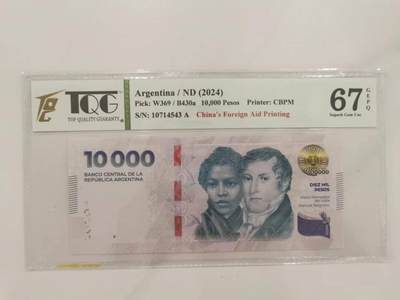 TQG
TOP QUALITY GUARANTY
Argentina / ND (2024)
Pick: W369 / B430a 10,000 Pesos Printer: CBPM
S/N: 10714543 A China's Foreign Aid Printing
67
GEPQ
Superb Gem Unc
10 000
BANCO CENTRAL DE LA
REPÚBLICA ARGENTINA
DIEZ MIL
PESOS